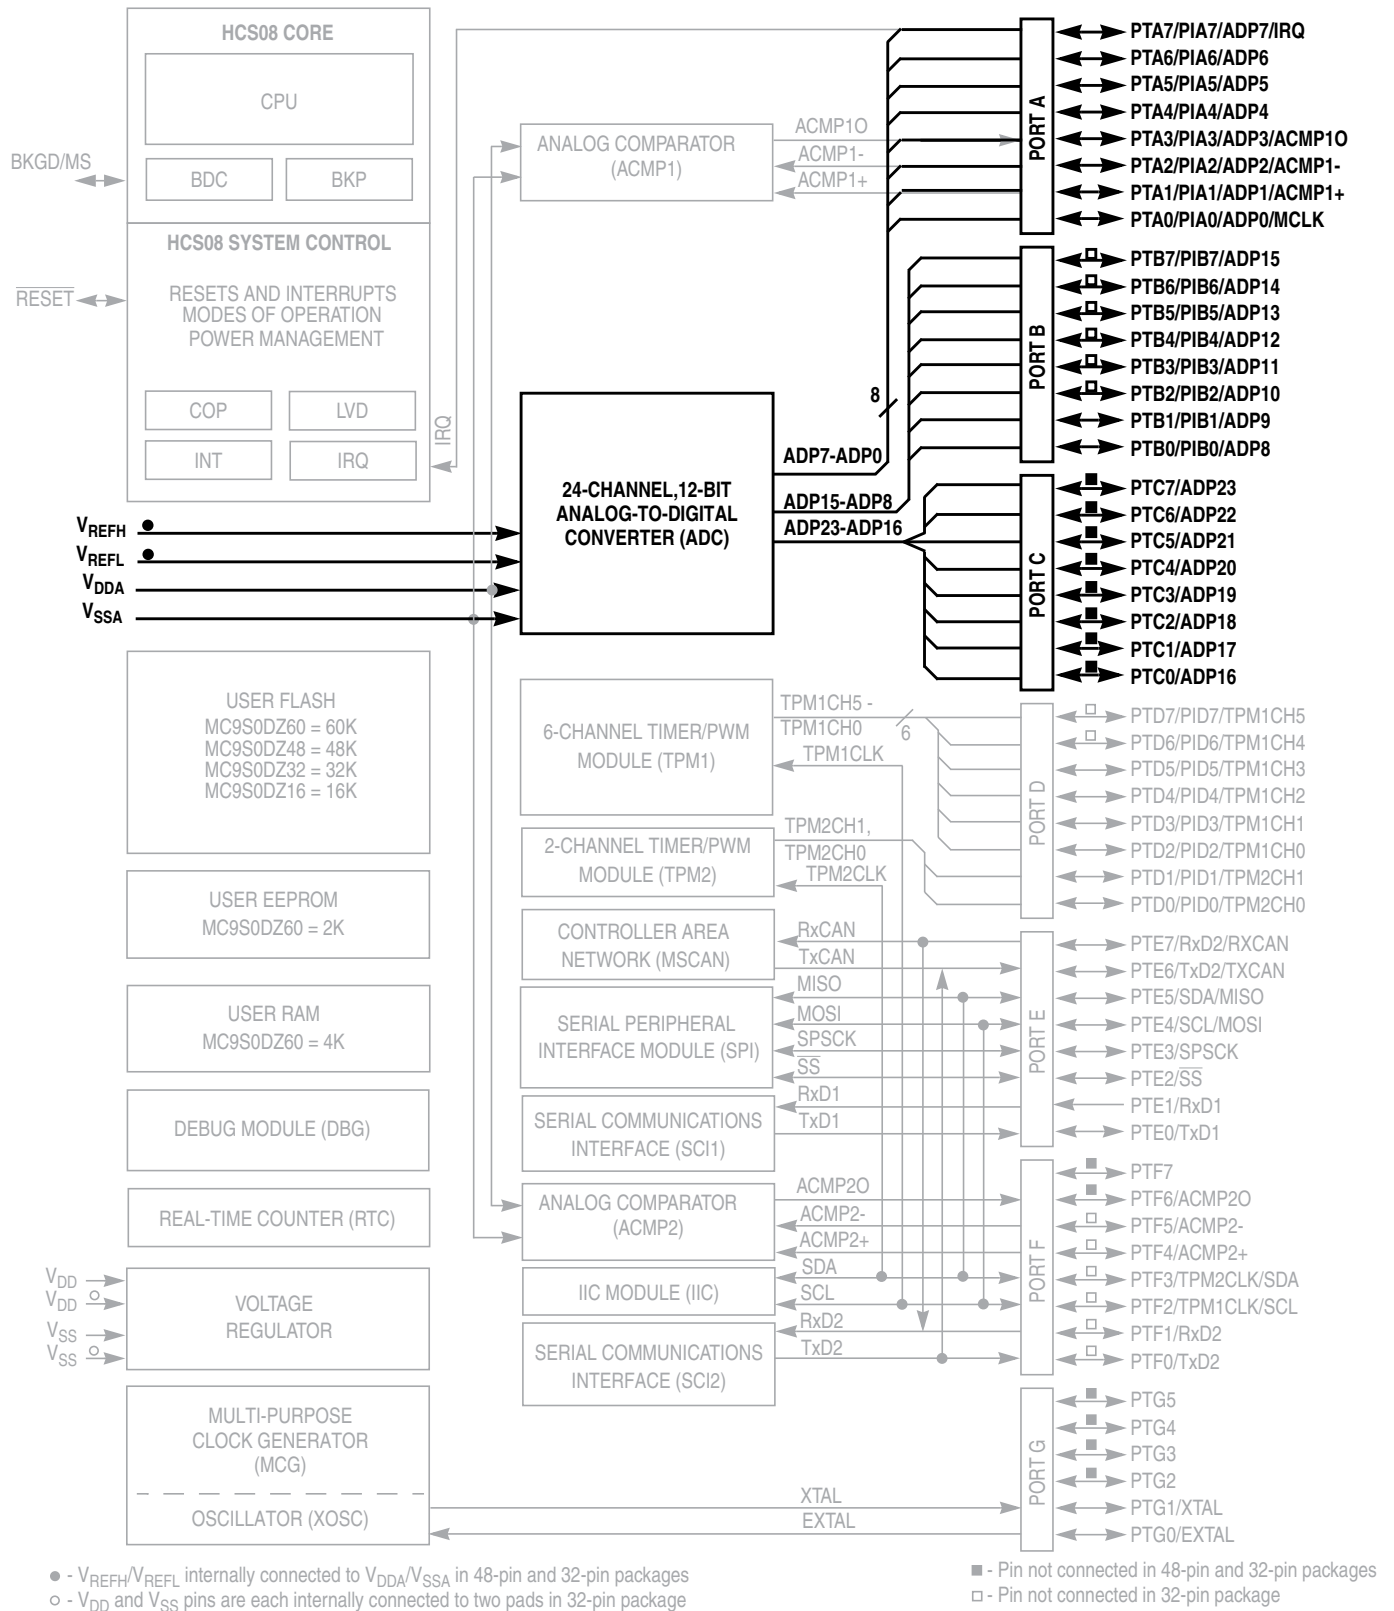 HCS08 CORE
CPU
BDC
BKP
BKGD/MS
HCS08 SYSTEM CONTROL
RESETS AND INTERRUPTS
MODES OF OPERATION
POWER MANAGEMENT
RESET
COP
LVD
INT
IRQ
IRQ
VREFH
VREFL
VDDA
VSSA
USER FLASH
MC9S0DZ60 = 60K
MC9S0DZ48 = 48K
MC9S0DZ32 = 32K
MC9S0DZ16 = 16K
USER EEPROM
MC9S0DZ60 = 2K
USER RAM
MC9S0DZ60 = 4K
DEBUG MODULE (DBG)
REAL-TIME COUNTER (RTC)
VDD
VDD
VSS
VSS
VOLTAGE
REGULATOR
MULTI-PURPOSE
CLOCK GENERATOR
(MCG)
OSCILLATOR (XOSC)
ANALOG COMPARATOR
(ACMP1)
ACMP1O
ACMP1-
ACMP1+
24-CHANNEL,12-BIT
ANALOG-TO-DIGITAL
CONVERTER (ADC)
8
ADP7-ADP0
ADP15-ADP8
ADP23-ADP16
6-CHANNEL TIMER/PWM
MODULE (TPM1)
TPM1CH5 -
TPM1CH0
6
TPM1CLK
2-CHANNEL TIMER/PWM
MODULE (TPM2)
TPM2CH1,
TPM2CH0
TPM2CLK
CONTROLLER AREA
NETWORK (MSCAN)
RxCAN
TxCAN
SERIAL PERIPHERAL
INTERFACE MODULE (SPI)
MISO
MOSI
SPSCK
SS
SERIAL COMMUNICATIONS
INTERFACE (SCI1)
RxD1
TxD1
ANALOG COMPARATOR
(ACMP2)
ACMP2O
ACMP2-
ACMP2+
IIC MODULE (IIC)
SDA
SCL
SERIAL COMMUNICATIONS
INTERFACE (SCI2)
RxD2
TxD2
XTAL
EXTAL
PORT A
PTA7/PIA7/ADP7/IRQ
PTA6/PIA6/ADP6
PTA5/PIA5/ADP5
PTA4/PIA4/ADP4
PTA3/PIA3/ADP3/ACMP1O
PTA2/PIA2/ADP2/ACMP1-
PTA1/PIA1/ADP1/ACMP1+
PTA0/PIA0/ADP0/MCLK
PORT B
PTB7/PIB7/ADP15
PTB6/PIB6/ADP14
PTB5/PIB5/ADP13
PTB4/PIB4/ADP12
PTB3/PIB3/ADP11
PTB2/PIB2/ADP10
PTB1/PIB1/ADP9
PTB0/PIB0/ADP8
PORT C
PTC7/ADP23
PTC6/ADP22
PTC5/ADP21
PTC4/ADP20
PTC3/ADP19
PTC2/ADP18
PTC1/ADP17
PTC0/ADP16
PORT D
PTD7/PID7/TPM1CH5
PTD6/PID6/TPM1CH4
PTD5/PID5/TPM1CH3
PTD4/PID4/TPM1CH2
PTD3/PID3/TPM1CH1
PTD2/PID2/TPM1CH0
PTD1/PID1/TPM2CH1
PTD0/PID0/TPM2CH0
PORT E
PTE7/RxD2/RXCAN
PTE6/TxD2/TXCAN
PTE5/SDA/MISO
PTE4/SCL/MOSI
PTE3/SPSCK
PTE2/SS
PTE1/RxD1
PTE0/TxD1
PORT F
PTF7
PTF6/ACMP2O
PTF5/ACMP2-
PTF4/ACMP2+
PTF3/TPM2CLK/SDA
PTF2/TPM1CLK/SCL
PTF1/RxD2
PTF0/TxD2
PORT G
PTG5
PTG4
PTG3
PTG2
PTG1/XTAL
PTG0/EXTAL
● - VREFH/VREFL internally connected to VDDA/VSSA in 48-pin and 32-pin packages
○ - VDD and VSS pins are each internally connected to two pads in 32-pin package
■ - Pin not connected in 48-pin and 32-pin packages
□ - Pin not connected in 32-pin package